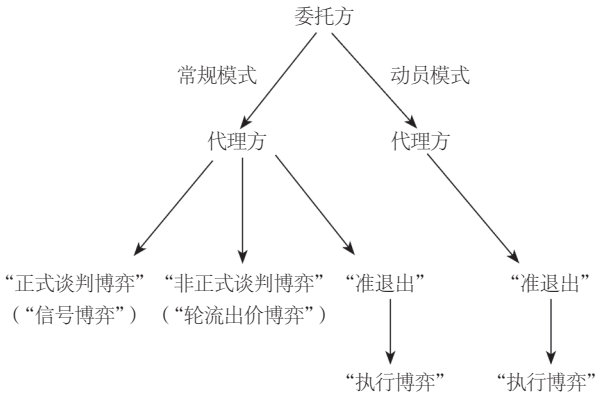 委托方
常规模式 动员模式
代理方 代理方
“正式谈判博弈” “非正式谈判博弈” “准退出” “准退出”
（“信号博弈”） （“轮流出价博弈”）
“执行博弈” “执行博弈”